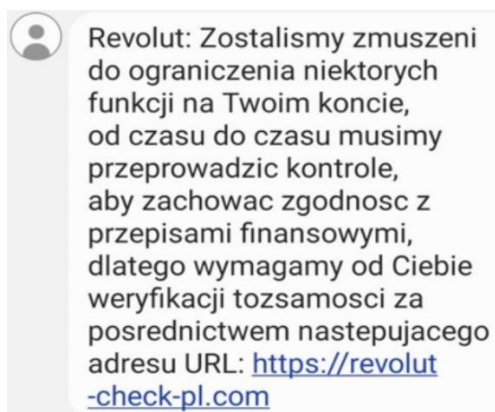 Revolut: Zostalismy zmuszeni
do ograniczenia niektorych
funkcji na Twoim koncie,
od czasu do czasu musimy
przeprowadzic kontrole,
aby zachowac zgodnosc z
przepisami finansowymi,
dlatego wymagamy od Ciebie
weryfikacji tozsamosci za
posrednictwem nastepujacego
adresu URL: https://revolut
-check-pl.com